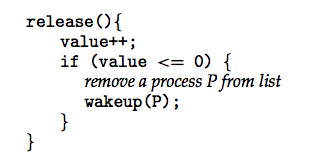 release(){
value++;
if (value <= 0) {
remove a process P from list
wakeup(P);
}
}